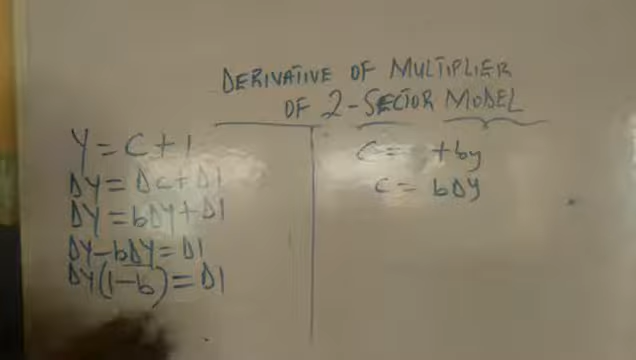 DERIVATIVE OF MULTIPLIER
OF 2-SECTOR MODEL
Y = C + I
ΔY = ΔC + ΔI
ΔY = bΔY + ΔI
ΔY - bΔY = ΔI
ΔY(1-b) = ΔI
C = + by
C = bΔy